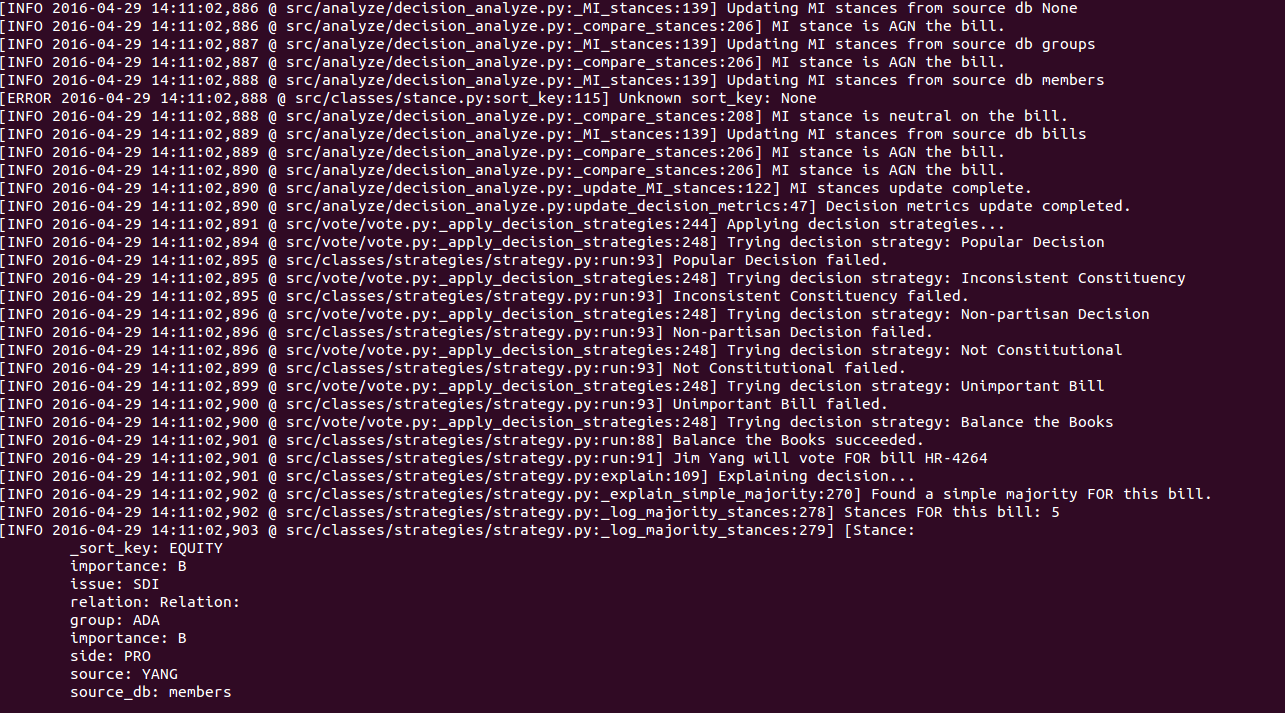 [INFO 2016-04-29 14:11:02,886 @ src/analyze/decision_analyze.py:_MI_stances:139] Updating MI stances from source db None
[INFO 2016-04-29 14:11:02,886 @ src/analyze/decision_analyze.py:_compare_stances:206] MI stance is AGN the bill.
[INFO 2016-04-29 14:11:02,887 @ src/analyze/decision_analyze.py:_MI_stances:139] Updating MI stances from source db groups
[INFO 2016-04-29 14:11:02,887 @ src/analyze/decision_analyze.py:_compare_stances:206] MI stance is AGN the bill.
[INFO 2016-04-29 14:11:02,888 @ src/analyze/decision_analyze.py:_MI_stances:139] Updating MI stances from source db members
[ERROR 2016-04-29 14:11:02,888 @ src/classes/stance.py:sort_key:115] Unknown sort_key: None
[INFO 2016-04-29 14:11:02,888 @ src/analyze/decision_analyze.py:_compare_stances:208] MI stance is neutral on the bill.
[INFO 2016-04-29 14:11:02,889 @ src/analyze/decision_analyze.py:_MI_stances:139] Updating MI stances from source db bills
[INFO 2016-04-29 14:11:02,889 @ src/analyze/decision_analyze.py:_compare_stances:206] MI stance is AGN the bill.
[INFO 2016-04-29 14:11:02,890 @ src/analyze/decision_analyze.py:_compare_stances:206] MI stance is AGN the bill.
[INFO 2016-04-29 14:11:02,890 @ src/analyze/decision_analyze.py:_update_MI_stances:122] MI stances update complete.
[INFO 2016-04-29 14:11:02,890 @ src/analyze/decision_analyze.py:update_decision_metrics:47] Decision metrics update completed.
[INFO 2016-04-29 14:11:02,891 @ src/vote/vote.py:_apply_decision_strategies:244] Applying decision strategies...
[INFO 2016-04-29 14:11:02,894 @ src/vote/vote.py:_apply_decision_strategies:248] Trying decision strategy: Popular Decision
[INFO 2016-04-29 14:11:02,895 @ src/classes/strategies/strategy.py:run:93] Popular Decision failed.
[INFO 2016-04-29 14:11:02,895 @ src/vote/vote.py:_apply_decision_strategies:248] Trying decision strategy: Inconsistent Constituency
[INFO 2016-04-29 14:11:02,895 @ src/classes/strategies/strategy.py:run:93] Inconsistent Constituency failed.
[INFO 2016-04-29 14:11:02,896 @ src/vote/vote.py:_apply_decision_strategies:248] Trying decision strategy: Non-partisan Decision
[INFO 2016-04-29 14:11:02,896 @ src/classes/strategies/strategy.py:run:93] Non-partisan Decision failed.
[INFO 2016-04-29 14:11:02,896 @ src/vote/vote.py:_apply_decision_strategies:248] Trying decision strategy: Not Constitutional
[INFO 2016-04-29 14:11:02,899 @ src/classes/strategies/strategy.py:run:93] Not Constitutional failed.
[INFO 2016-04-29 14:11:02,899 @ src/vote/vote.py:_apply_decision_strategies:248] Trying decision strategy: Unimportant Bill
[INFO 2016-04-29 14:11:02,900 @ src/classes/strategies/strategy.py:run:93] Unimportant Bill failed.
[INFO 2016-04-29 14:11:02,900 @ src/vote/vote.py:_apply_decision_strategies:248] Trying decision strategy: Balance the Books
[INFO 2016-04-29 14:11:02,901 @ src/classes/strategies/strategy.py:run:88] Balance the Books succeeded.
[INFO 2016-04-29 14:11:02,901 @ src/classes/strategies/strategy.py:run:91] Jim Yang will vote FOR bill HR-4264
[INFO 2016-04-29 14:11:02,901 @ src/classes/strategies/strategy.py:explain:109] Explaining decision...
[INFO 2016-04-29 14:11:02,902 @ src/classes/strategies/strategy.py:_explain_simple_majority:270] Found a simple majority FOR this bill.
[INFO 2016-04-29 14:11:02,902 @ src/classes/strategies/strategy.py:_log_majority_stances:278] Stances FOR this bill: 5
[INFO 2016-04-29 14:11:02,903 @ src/classes/strategies/strategy.py:_log_majority_stances:279] [Stance:
_sort_key: EQUITY
importance: B
issue: SDI
relation: Relation:
group: ADA
importance: B
side: PRO
source: YANG
source_db: members